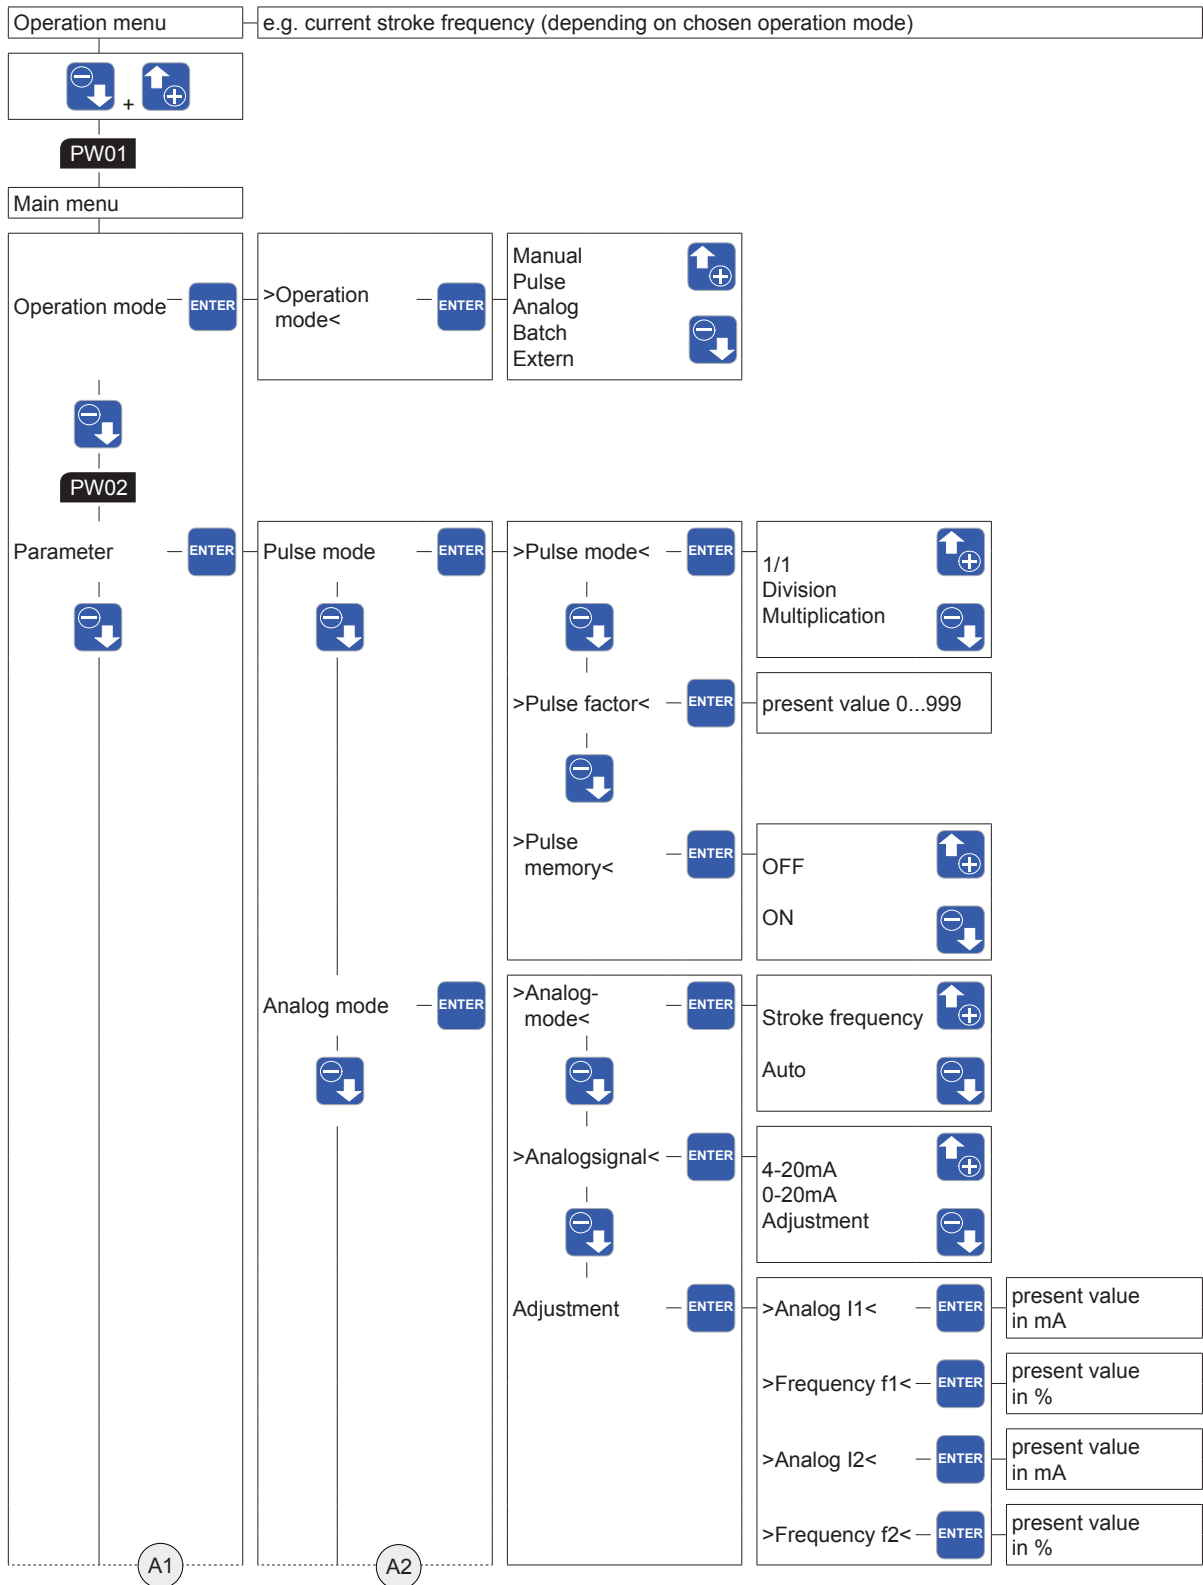 Operation menu
e.g. current stroke frequency (depending on chosen operation mode)
+
PW01
Main menu
Operation mode
ENTER
>Operation
mode<
ENTER
Manual
Pulse
Analog
Batch
Extern
PW02
Parameter
ENTER
Pulse mode
ENTER
>Pulse mode<
ENTER
1/1
Division
Multiplication
>Pulse factor<
ENTER
present value 0...999
>Pulse
memory<
ENTER
OFF
ON
Analog mode
ENTER
>Analog-
mode<
ENTER
Stroke frequency
Auto
>Analogsignal<
ENTER
4-20mA
0-20mA
Adjustment
Adjustment
ENTER
>Analog I1<
ENTER
present value
in mA
>Frequency f1<
ENTER
present value
in %
>Analog I2<
ENTER
present value
in mA
>Frequency f2<
ENTER
present value
in %
A1
A2